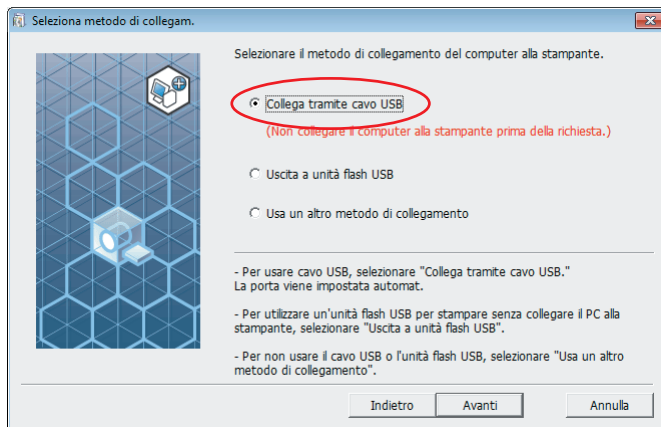 Seleziona metodo di collegam.
Selezionare il metodo di collegamento del computer alla stampante.
Collega tramite cavo USB
(Non collegare il computer alla stampante prima della richiesta.)
Uscita a unità flash USB
Usa un altro metodo di collegamento
- Per usare cavo USB, selezionare "Collega tramite cavo USB."
La porta viene impostata automat.
- Per utilizzare un'unità flash USB per stampare senza collegare il PC alla
stampante, selezionare "Uscita a unità flash USB".
- Per non usare il cavo USB o l'unità flash USB, selezionare "Usa un altro
metodo di collegamento".
Indietro Avanti Annulla